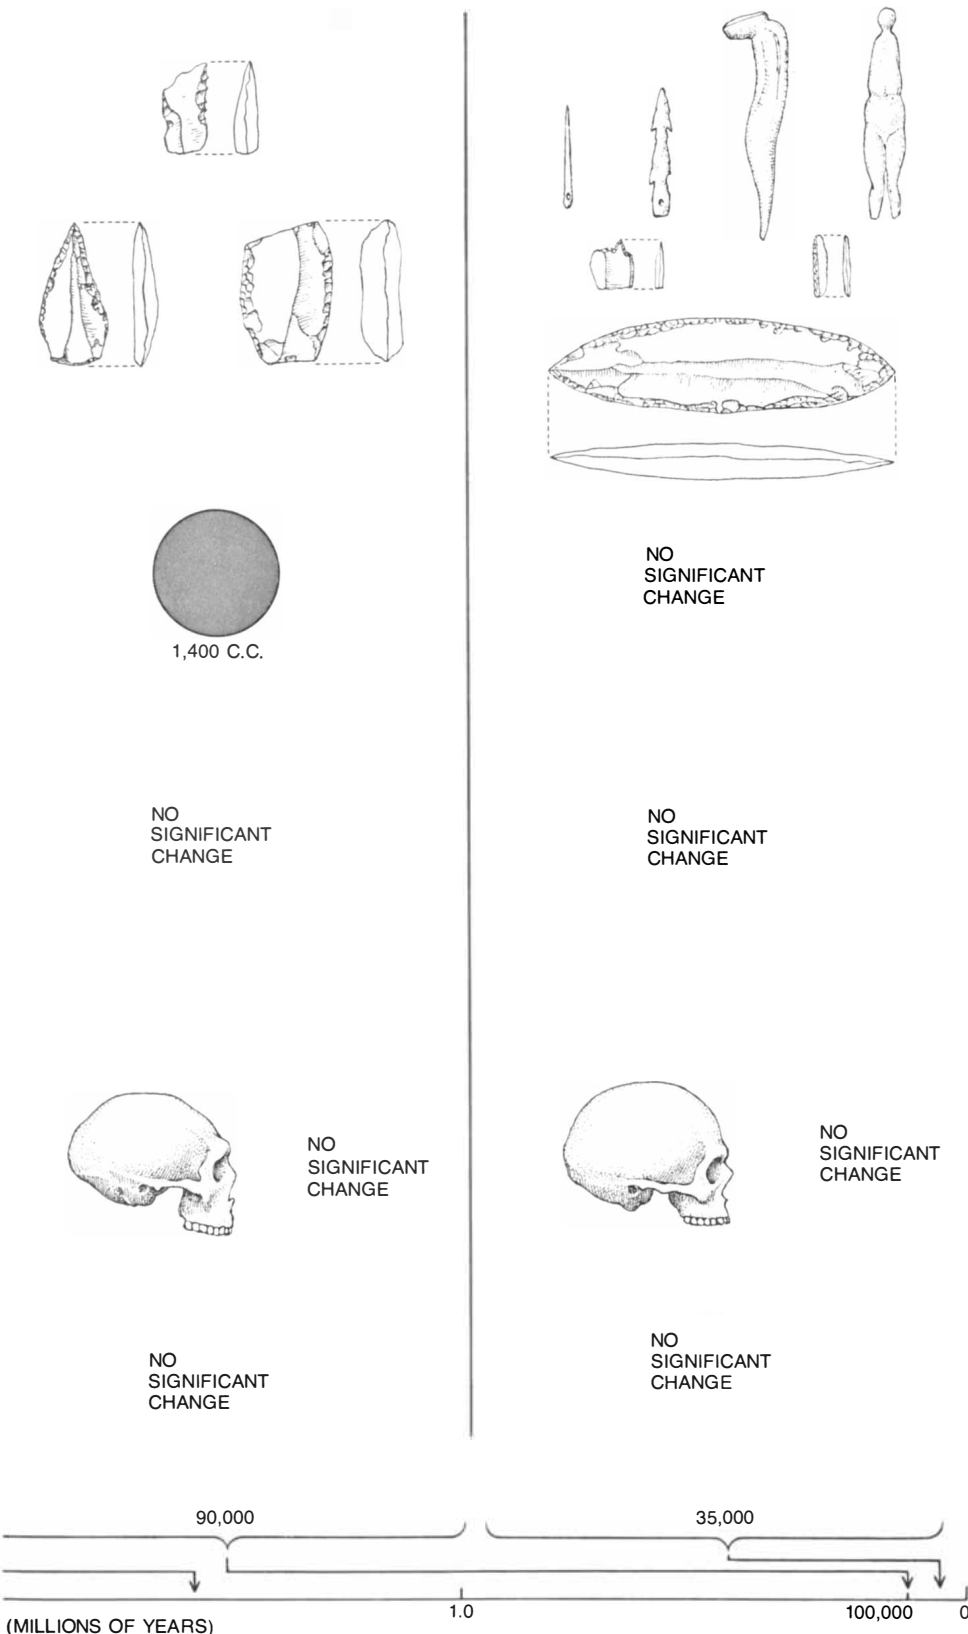 1,400 C.C.
NO
SIGNIFICANT
CHANGE
NO
SIGNIFICANT
CHANGE
NO
SIGNIFICANT
CHANGE
NO
SIGNIFICANT
CHANGE
NO
SIGNIFICANT
CHANGE
NO
SIGNIFICANT
CHANGE
NO
SIGNIFICANT
CHANGE
90,000
35,000
1.0
100,000
0
(MILLIONS OF YEARS)